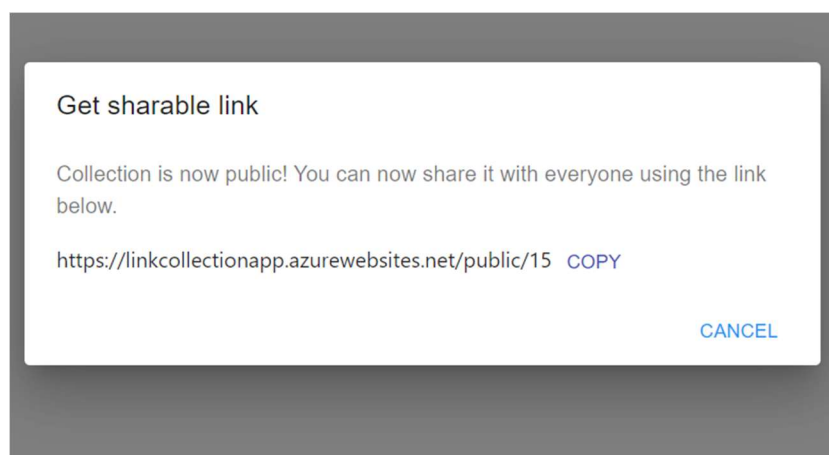 Get sharable link
Collection is now public! You can now share it with everyone using the link
below.
https://linkcollectionapp.azurewebsites.net/public/15 COPY
CANCEL